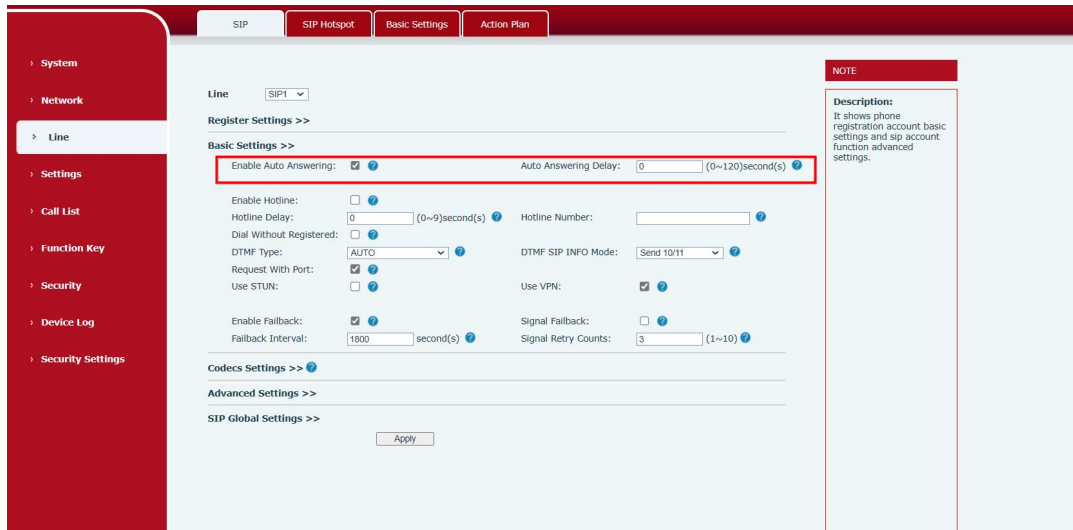 SIP SIP Hotspot Basic Settings Action Plan
› System
› Network
› Line
› Settings
› Call List
› Function Key
› Security
› Device Log
› Security Settings
Line SIP1
Register Settings >>
Basic Settings >>
Enable Auto Answering: Auto Answering Delay: 0 (0~120)second(s)
Enable Hotline:
Hotline Delay: 0 (0~9)second(s) Hotline Number:
Dial Without Registered:
DTMF Type: AUTO DTMF SIP INFO Mode: Send 10/11
Request With Port:
Use STUN: Use VPN:
Enable Failback: Signal Failback:
Failback Interval: 1800 second(s) Signal Retry Counts: 3 (1~10)
Codecs Settings >>
Advanced Settings >>
SIP Global Settings >>
Apply
NOTE
Description:
It shows phone
registration account basic
settings and sip account
function advanced
settings.